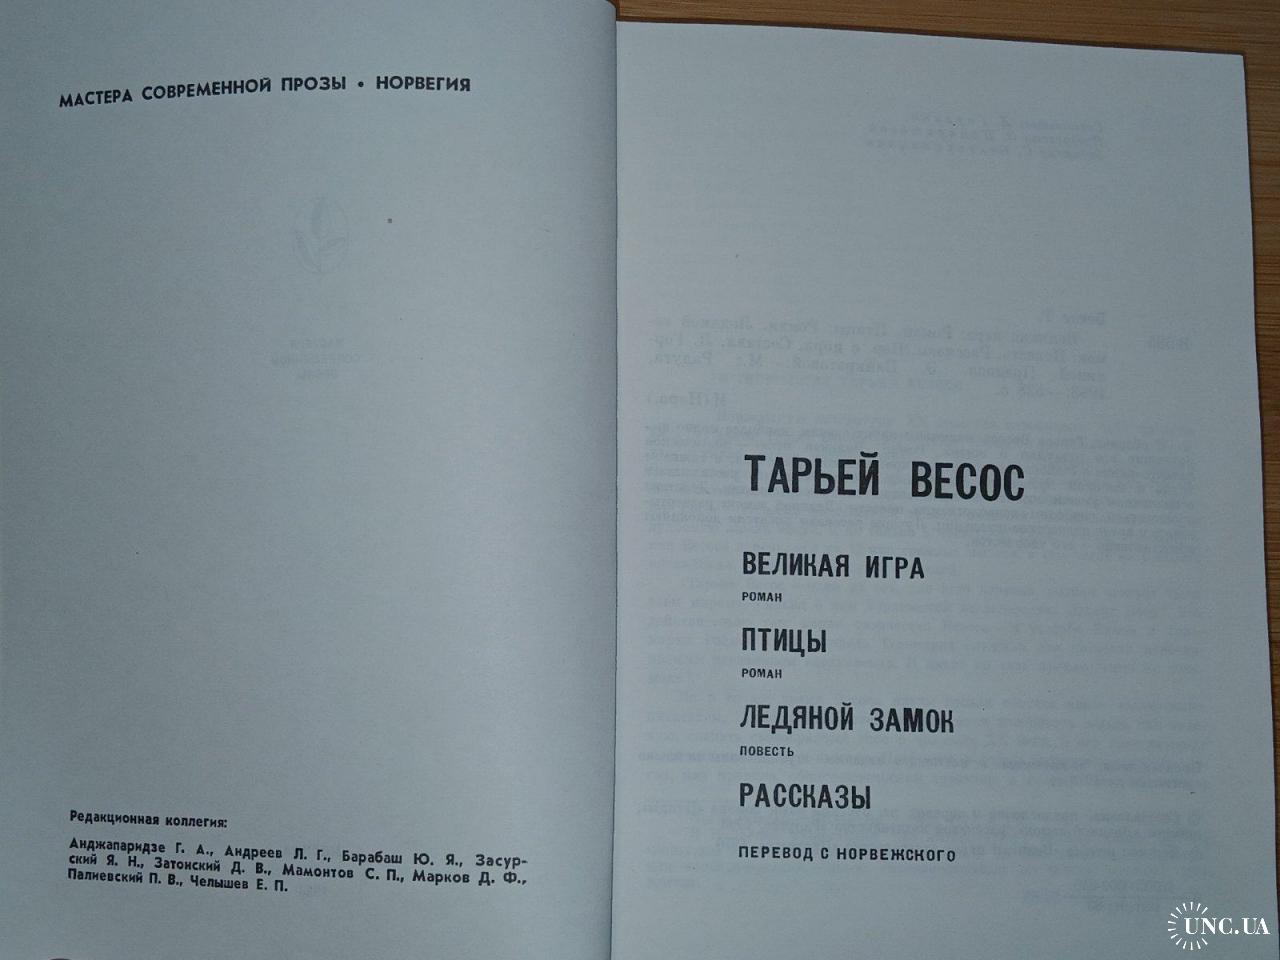 МАСТЕРА СОВРЕМЕННОЙ ПРОЗЫ • НОРВЕГИЯ
Редакционная коллегия:
Анджапаридзе Г. А., Андреев Л. Г., Барабаш Ю. Я., Засур-
ский Я. Н., Затонский Д. В., Мамонтов С. П., Марков Д. Ф.,
Палиевский П. В., Челышев Е. П.
ТАРЬЕЙ ВЕСОС
ВЕЛИКАЯ ИГРА
РОМАН
ПТИЦЫ
РОМАН
ЛЕДЯНОЙ ЗАМОК
ПОВЕСТЬ
РАССКАЗЫ
ПЕРЕВОД С НОРВЕЖСКОГО
UNC.UA